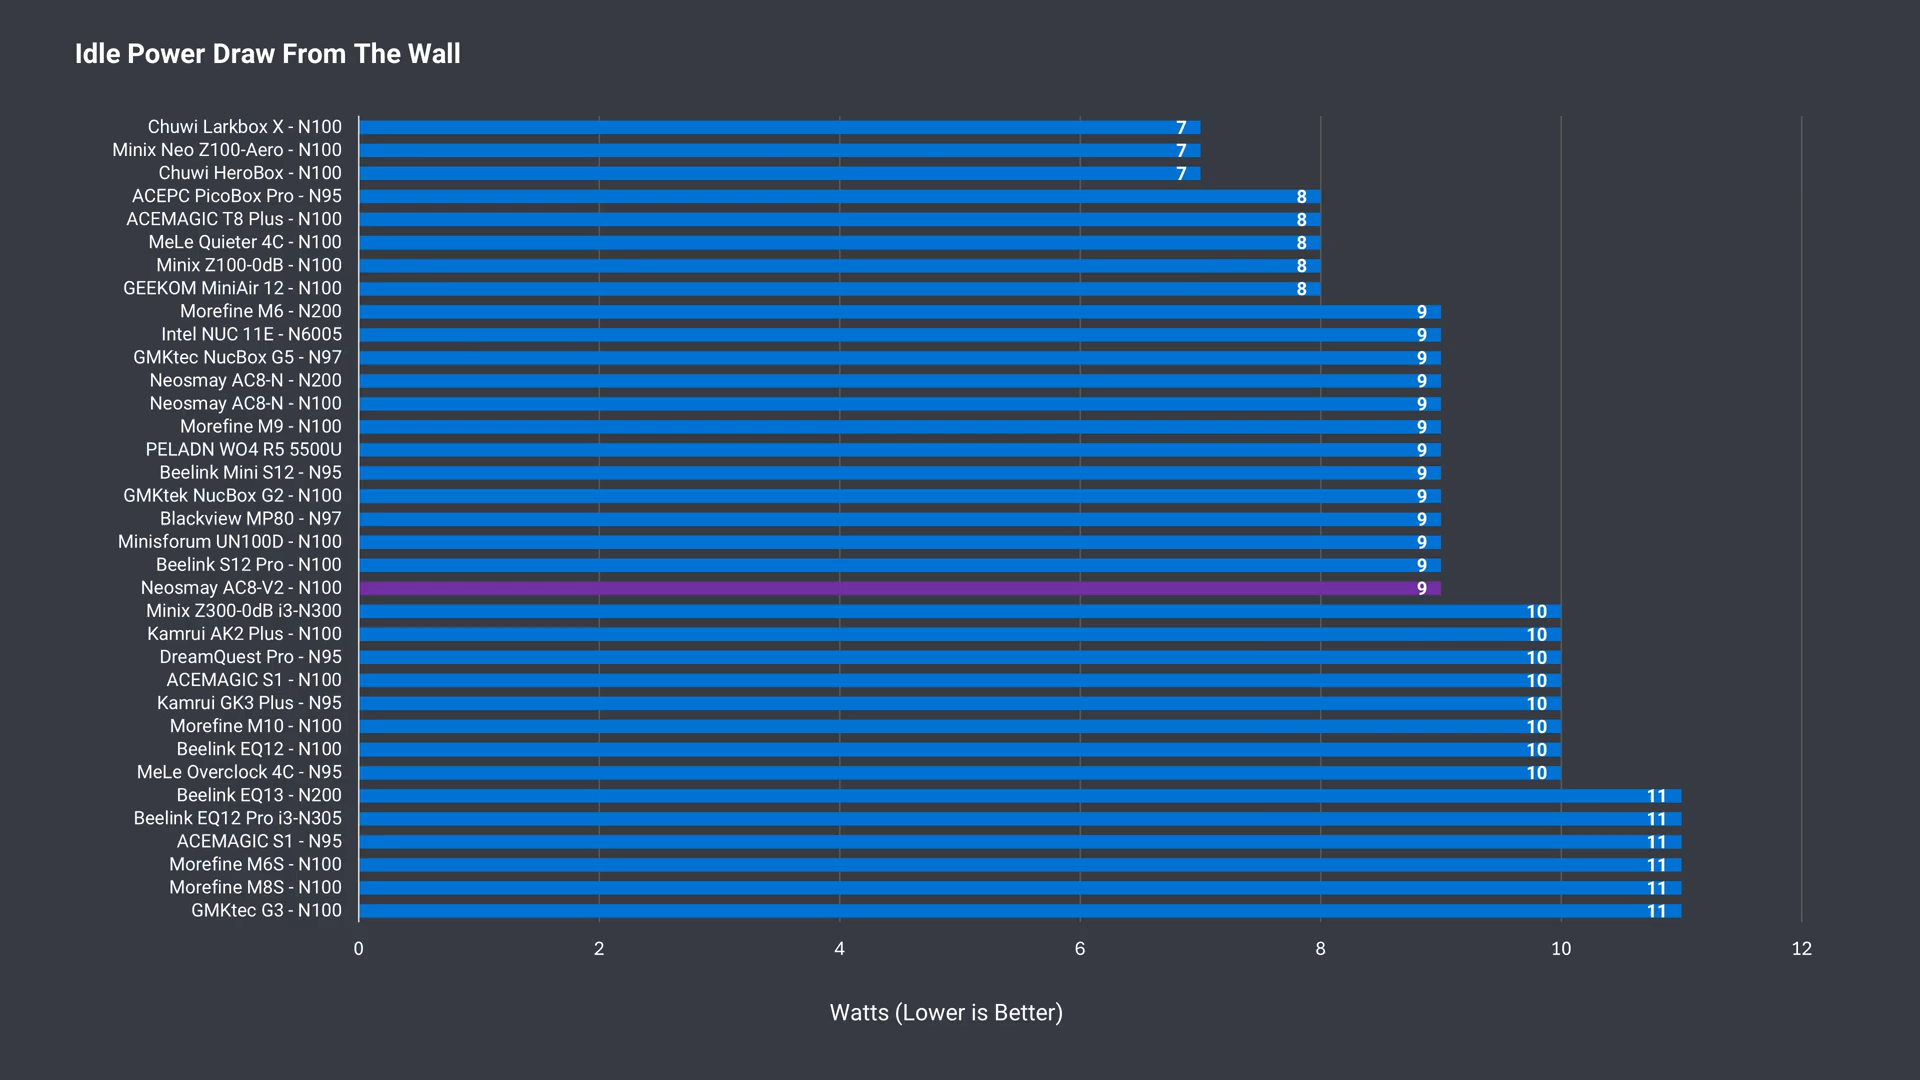 Idle Power Draw From The Wall
Chuwi Larkbox X - N100 7
Minix Neo Z100-Aero - N100 7
Chuwi HeroBox - N100 7
ACEPC PicoBox Pro - N95 8
ACEMAGIC T8 Plus - N100 8
MeLe Quieter 4C - N100 8
Minix Z100-0dB - N100 8
GEEKOM MiniAir 12 - N100 8
Morefine M6 - N200 9
Intel NUC 11E - N6005 9
GMKtec NucBox G5 - N97 9
Neosmay AC8-N - N200 9
Neosmay AC8-N - N100 9
Morefine M9 - N100 9
PELADN WO4 R5 5500U 9
Beelink Mini S12 - N95 9
GMKtek NucBox G2 - N100 9
Blackview MP80 - N97 9
Minisforum UN100D - N100 9
Beelink S12 Pro - N100 9
Neosmay AC8-V2 - N100 9
Minix Z300-0dB i3-N300 10
Kamrui AK2 Plus - N100 10
DreamQuest Pro - N95 10
ACEMAGIC S1 - N100 10
Kamrui GK3 Plus - N95 10
Morefine M10 - N100 10
Beelink EQ12 - N100 10
MeLe Overclock 4C - N95 10
Beelink EQ13 - N200 11
Beelink EQ12 Pro i3-N305 11
ACEMAGIC S1 - N95 11
Morefine M6S - N100 11
Morefine M8S - N100 11
GMKtec G3 - N100 11
0 2 4 6 8 10 12
Watts (Lower is Better)